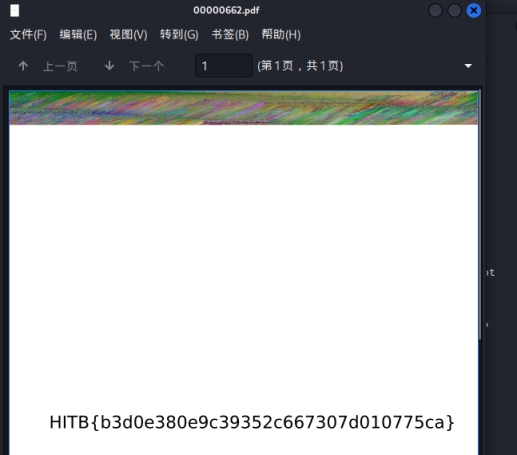 00000662.pdf
文件(F) 编辑(E) 视图(V) 转到(G) 书签(B) 帮助(H)
上一页 下一个 1 (第1页，共1页)
HITB{b3d0e380e9c39352c667307d010775ca}